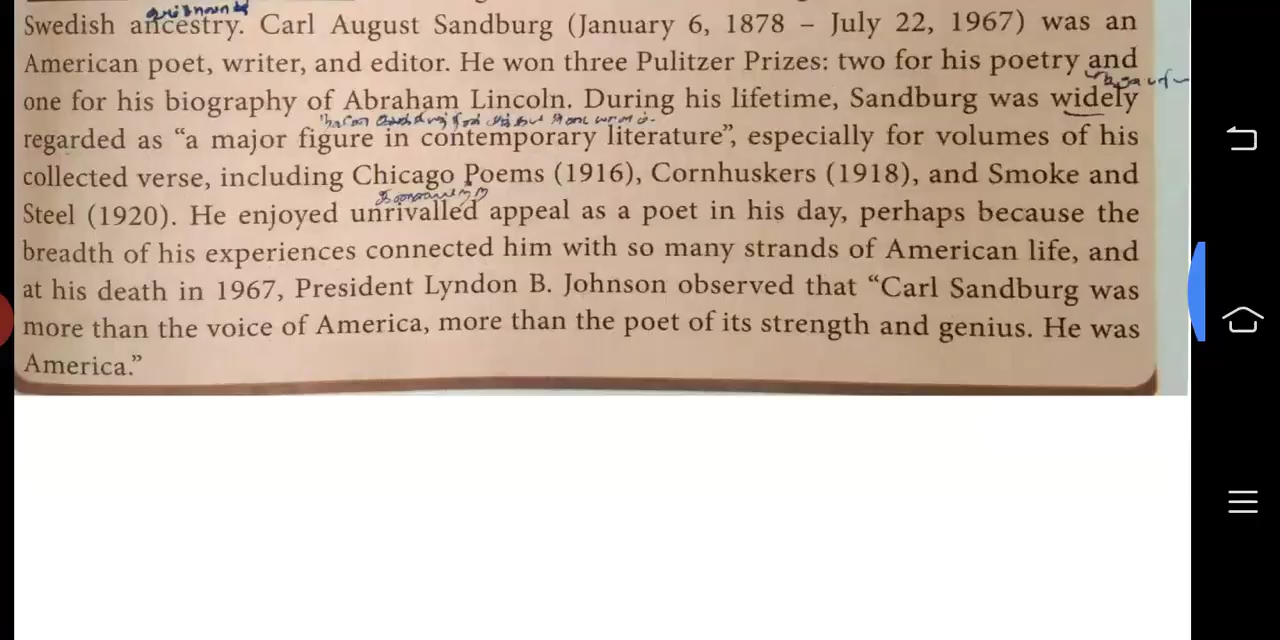 Swedish ancestry. Carl August Sandburg (January 6, 1878 – July 22, 1967) was an
American poet, writer, and editor. He won three Pulitzer Prizes: two for his poetry and
one for his biography of Abraham Lincoln. During his lifetime, Sandburg was widely
regarded as “a major figure in contemporary literature”, especially for volumes of his
collected verse, including Chicago Poems (1916), Cornhuskers (1918), and Smoke and
Steel (1920). He enjoyed unrivalled appeal as a poet in his day, perhaps because the
breadth of his experiences connected him with so many strands of American life, and
at his death in 1967, President Lyndon B. Johnson observed that “Carl Sandburg was
more than the voice of America, more than the poet of its strength and genius. He was
America.”